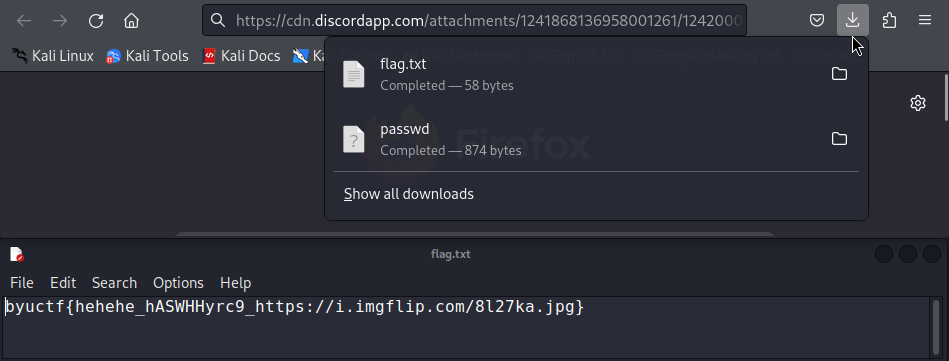 https://cdn.discordapp.com/attachments/1241868136958001261/1242000
Kali Linux Kali Tools Kali Docs Ka
flag.txt
Completed — 58 bytes
passwd
Completed — 874 bytes
Firefox
Show all downloads
flag.txt
File Edit Search Options Help
byuctf{hehehe_hASWHHyrc9_https://i.imgflip.com/8l27ka.jpg}